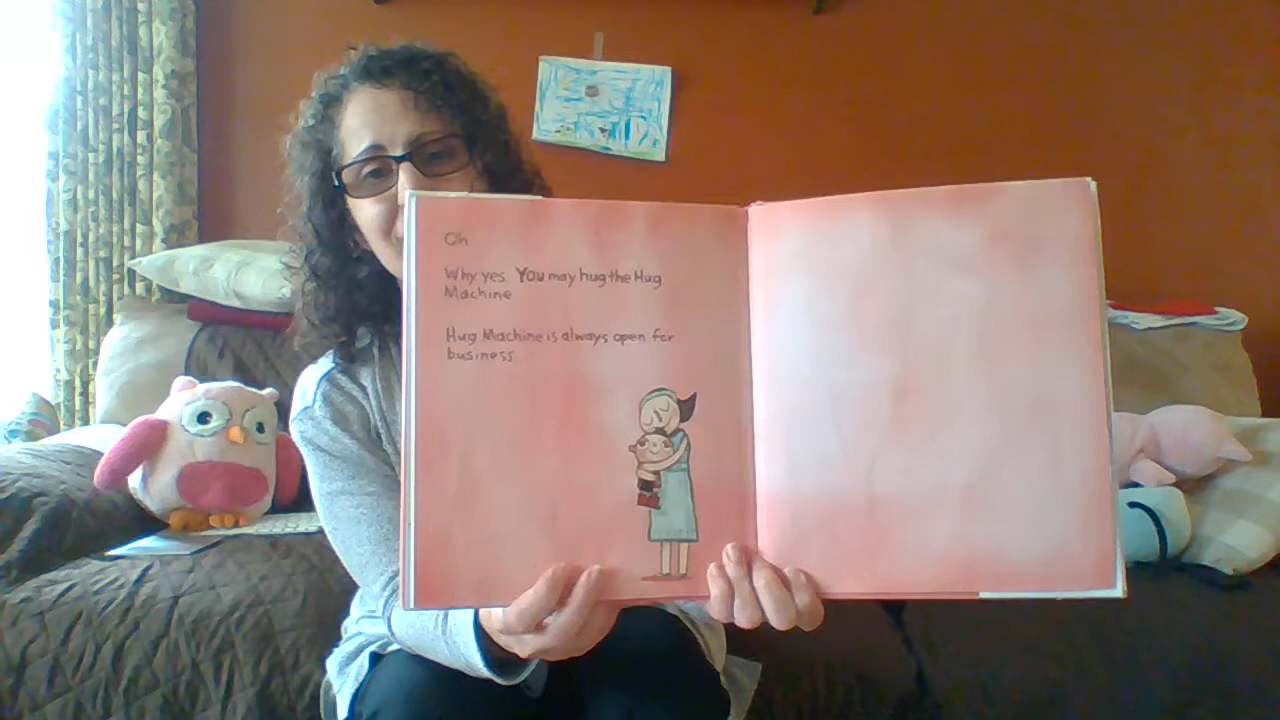 Oh.
Why yes. You may hug the Hug
Machine
Hug Machine is always open for
business